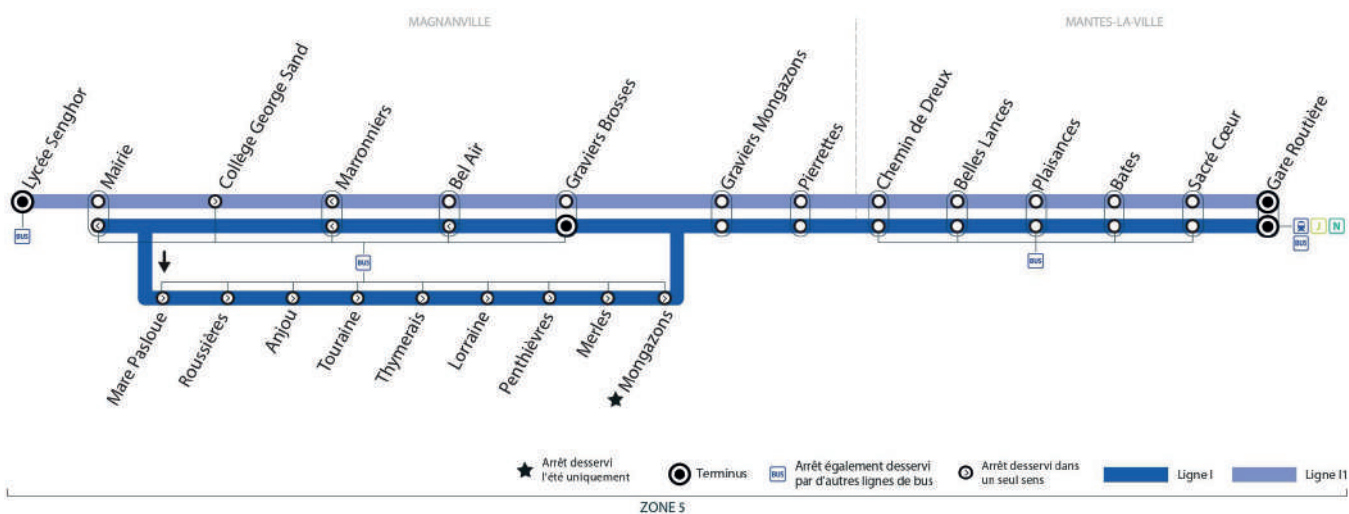 MAGNANVILLE
MANTES-LA-VILLE
Lycée Senghor
Mairie
Collège George Sand
Marronniers
Bel Air
Graviers Brosses
Graviers Mongazons
Pierrettes
Chemin de Dreux
Belles Lances
Plaisances
Bates
Sacré Cœur
Gare Routière
BUS
J
N
BUS
BUS
BUS
Mare Pasloue
Roussières
Anjou
Touraine
Thymerais
Lorraine
Penthièvres
Merles
Mongazons
Arrêt desservi
l'été uniquement
Terminus
BUS
Arrêt également desservi
par d'autres lignes de bus
Arrêt desservi dans
un seul sens
Ligne I
Ligne I1
ZONE 5